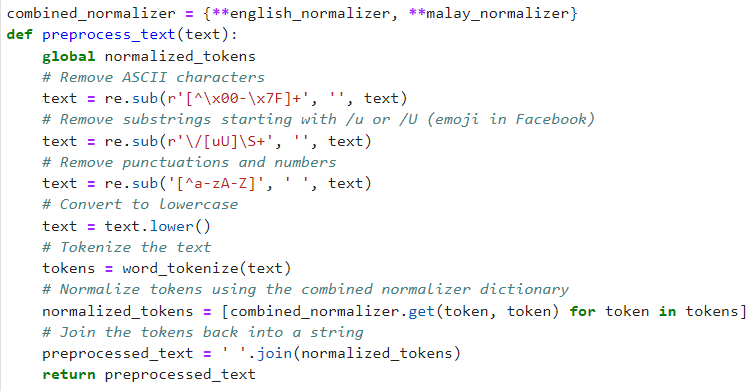 combined_normalizer = {**english_normalizer, **malay_normalizer}
def preprocess_text(text):
    global normalized_tokens
    # Remove ASCII characters
    text = re.sub(r'[^\x00-\x7F]+', '', text)
    # Remove substrings starting with /u or /U (emoji in Facebook)
    text = re.sub(r'\/[uU]\S+', '', text)
    # Remove punctuations and numbers
    text = re.sub('[^a-zA-Z]', ' ', text)
    # Convert to lowercase
    text = text.lower()
    # Tokenize the text
    tokens = word_tokenize(text)
    # Normalize tokens using the combined normalizer dictionary
    normalized_tokens = [combined_normalizer.get(token, token) for token in tokens]
    # Join the tokens back into a string
    preprocessed_text = ' '.join(normalized_tokens)
    return preprocessed_text